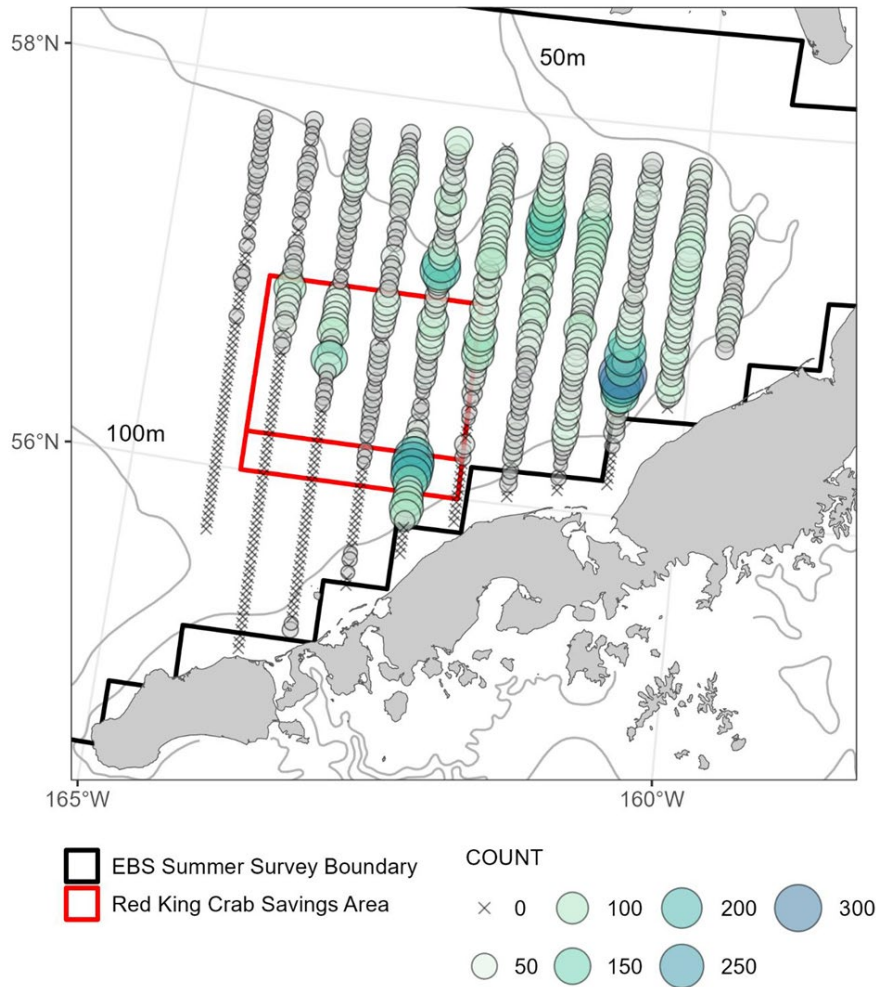 58°N
50m
56°N
100m
165°W
160°W
EBS Summer Survey Boundary
Red King Crab Savings Area
COUNT
0
100
200
300
50
150
250